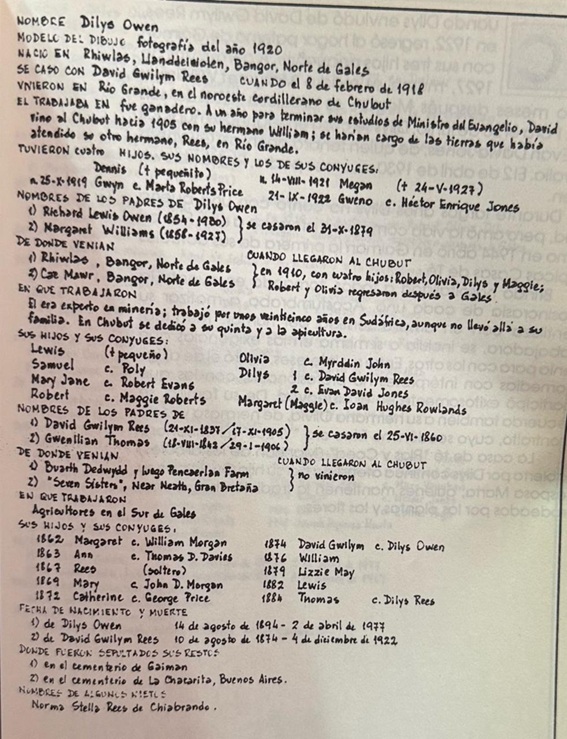 NOMBRE Dilys Owen
MODELO DEL DIBUJO fotografía del año 1920
NACIO EN Rhiwlas, Llanddeiniolen, Bangor, Norte de Gales
SE CASO CON David Gwilym Rees CUANDO el 8 de febrero de 1918
VIVIERON EN Río Grande, en el noroeste cordillerano de Chubut
EL TRABAJABA EN fue ganadero. A un año para terminar sus estudios de Ministro del Evangelio, David
vino al Chubut hacia 1905 con su hermano William; se harían cargo de las tierras que había
atendido su otro hermano, Rees, en Río Grande.
TUVIERON cuatro HIJOS. SUS NOMBRES Y LOS DE SUS CONYUGES.
Dennis (+ pequeñito) n. 14-VIII-1921 Megan (+ 24-V-1927)
n. 25-X-1919 Gwyn c. Marta Roberts Price 21-IX-1922 Gweno c. Héctor Enrique Jones
NOMBRES DE LOS PADRES DE Dilys Owen
1) Richard Lewis Owen (1854-1930) } se casaron el 31-X-1879
2) Margaret Williams (1858-1927)
DE DONDE VENIAN CUANDO LLEGARON AL CHUBUT
1) Rhiwlas, Bangor, Norte de Gales } en 1910, con cuatro hijos: Robert, Olivia, Dilys y Maggie;
2) Cae Mawr, Bangor, Norte de Gales Robert y Olivia regresaron después a Gales.
EN QUE TRABAJARON
El era experto en minería; trabajó por unos veinticinco años en Sudáfrica, aunque no llevó allá a su
familia. En Chubut se dedicó a su quinta y a la apicultura.
SUS HIJOS Y SUS CONYUGES:
Lewis (+ pequeño) Olivia c. Myrddin John
Samuel c. Poly Dilys 1 c. David Gwilym Rees
Mary Jane c. Robert Evans 2 c. Evan David Jones
Robert c. Maggie Roberts Margaret (Maggie) c. Ioan Hughes Rowlands
NOMBRES DE LOS PADRES DE
1) David Gwilym Rees (21-XI-1837/17-XI-1905) } se casaron el 25-VI-1860
2) Gwenllian Thomas (18-VIII-1842/29-1-1906)
DE DONDE VENIAN CUANDO LLEGARON AL CHUBUT
1) Buarth Dedwydd y luego Pencaerlan Farm } no vinieron
2) "Seven Sisters", Near Neath, Gran Bretaña
EN QUE TRABAJARON
Agricultores en el Sur de Gales
SUS HIJOS Y SUS CONYUGES.
1862 Margaret c. William Morgan 1874 David Gwilym c. Dilys Owen
1863 Ann c. Thomas D. Davies 1876 William
1867 Rees (soltero) 1879 Lizzie May
1869 Mary c. John D. Morgan 1882 Lewis
1872 Catherine c. George Price 1884 Thomas c. Dilys Rees
FECHA DE NACIMIENTO Y MUERTE
1) de Dilys Owen 14 de agosto de 1894 - 2 de abril de 1977
2) de David Gwilym Rees 10 de agosto de 1874 - 4 de diciembre de 1922
DONDE FUERON SEPULTADOS SUS RESTOS
1) en el cementerio de Gaiman
2) en el cementerio de La Chacarita, Buenos Aires.
NOMBRES DE ALGUNOS NIETOS
Norma Stella Rees de Chiabrando.